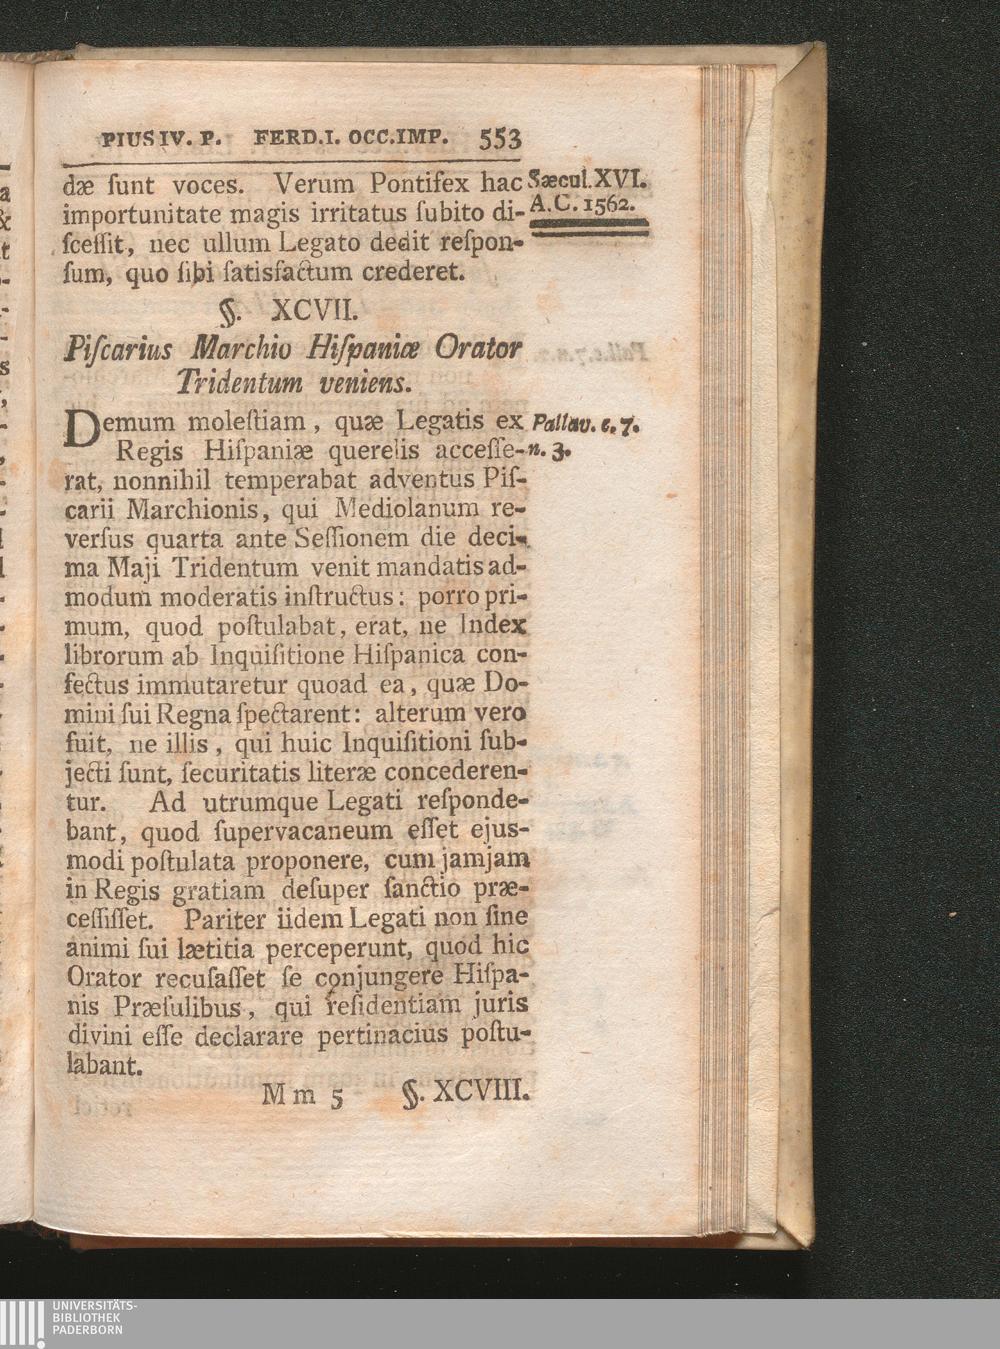 PIUS IV. P. FERD. I. OCC. IMP. 553
dæ ſunt voces. Verum Pontifex hac
Sæcul. XVI.
importunitate magis irritatus ſubito di-
A. C. 1562.
ſceſſit, nec ullum Legato dedit reſpon-
ſum, quo ſibi ſatisfactum crederet.
§. XCVII.
Piſcarius Marchio Hiſpaniæ Orator
Tridentum veniens.
Demum moleſtiam, quæ Legatis ex
Pallav. c. 7.
Regis Hiſpaniæ querelis acceſſe-
n. 3.
rat, nonnihil temperabat adventus Piſ-
carii Marchionis, qui Mediolanum re-
verſus quarta ante Seſſionem die deci-
ma Maji Tridentum venit mandatis ad-
modum moderatis inſtructus: porro pri-
mum, quod poſtulabat, erat, ne Index
librorum ab Inquiſitione Hiſpanica con-
fectus immutaretur quoad ea, quæ Do-
mini ſui Regna ſpectarent: alterum vero
fuit, ne illis, qui huic Inquiſitioni ſub-
jecti ſunt, ſecuritatis literæ concederen-
tur. Ad utrumque Legati reſponde-
bant, quod ſupervacaneum eſſet ejus-
modi poſtulata proponere, cum jamjam
in Regis gratiam deſuper ſanctio præ-
ceſſiſſet. Pariter iidem Legati non ſine
animi ſui lætitia perceperunt, quod hic
Orator recuſaſſet ſe conjungere Hiſpa-
nis Præſulibus, qui reſidentiam juris
divini eſſe declarare pertinacius poſtu-
labant.
Mm 5 §. XCVIII.
UNIVERSITÄTS-
BIBLIOTHEK
PADERBORN